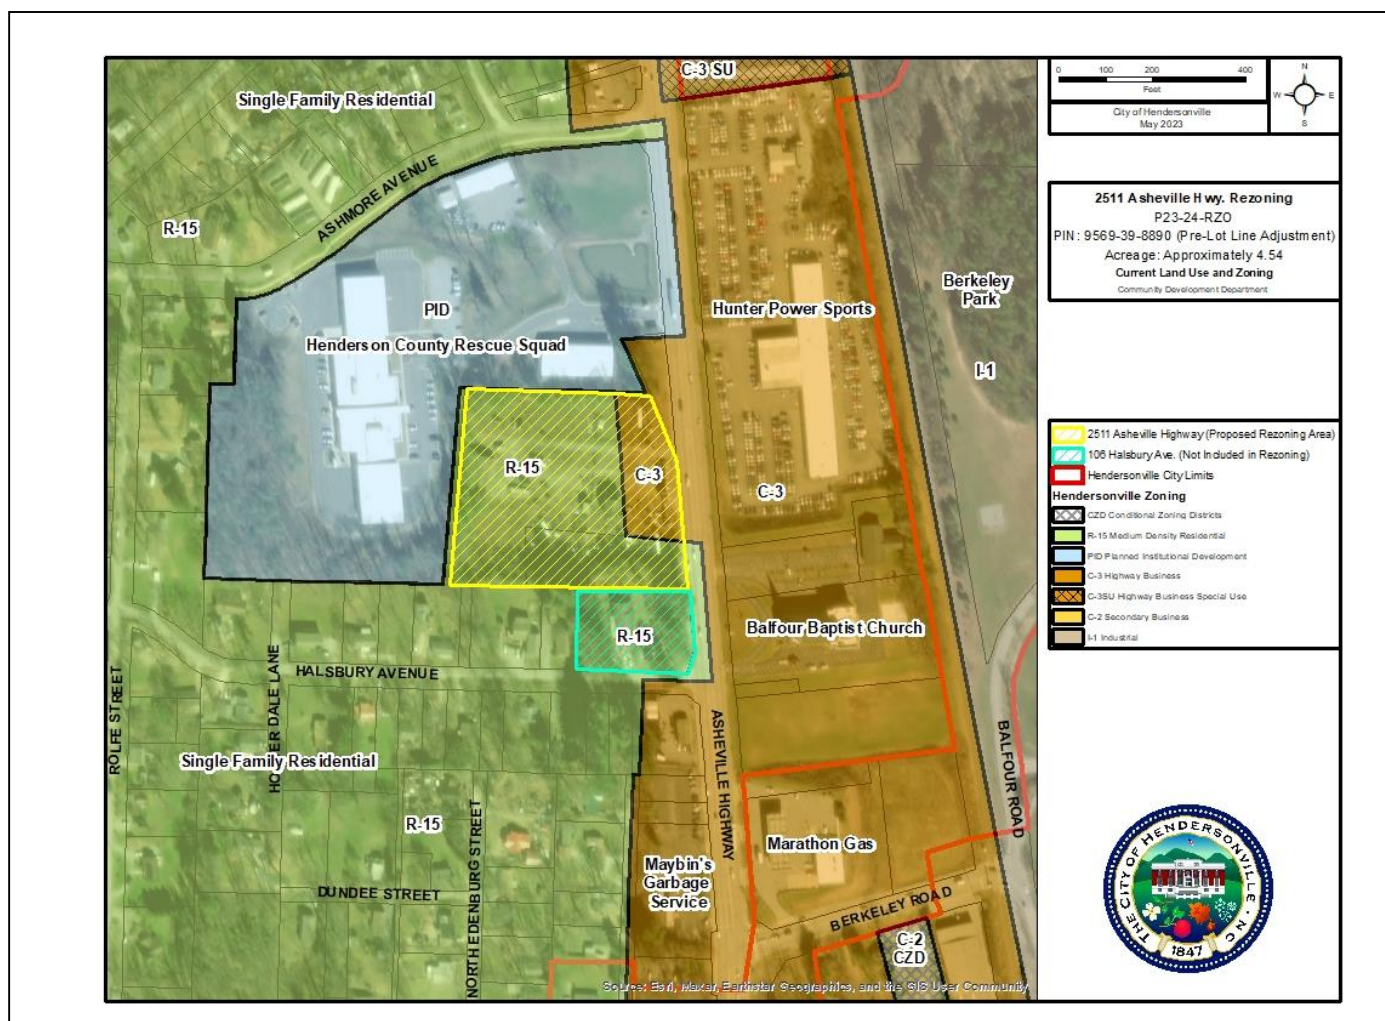 C-3 SU
Single Family Residential
ASHMORE AVENUE
R-15
PID
Henderson County Rescue Squad
Hunter Power Sports
Berkeley
Park
I-1
R-15
C-3
C-3
R-15
Balfour Baptist Church
HALSBURY AVENUE
ROLFE STREET
Single Family Residential
R-15
NORTH EDENBURG STREET
DUNDEE STREET
ASHEVILLE HIGHWAY
BALFOUR ROAD
Maybin's
Garbage
Service
Marathon Gas
BERKELEY ROAD
C-2
CZD
Source: Esri, Maxar, Earthstar Geographics, and the GIS User Community
0 100 200 400
Feet
N
W E
S
City of Hendersonville
May 2023
2511 Asheville Hwy. Rezoning
P23-24-RZO
PIN: 9569-39-8890 (Pre-Lot Line Adjustment)
Acreage: Approximately 4.54
Current Land Use and Zoning
Community Development Department
2511 Asheville Highway (Proposed Rezoning Area)
106 Halsbury Ave. (Not Included in Rezoning)
Hendersonville City Limits
Hendersonville Zoning
CZD Conditional Zoning Districts
R-15 Medium Density Residential
PID Planned Institutional Development
C-3 Highway Business
C-3SU Highway Business Special Use
C-2 Secondary Business
I-1 Industrial
THE CITY OF HENDERSONVILLE · N.C.
1847